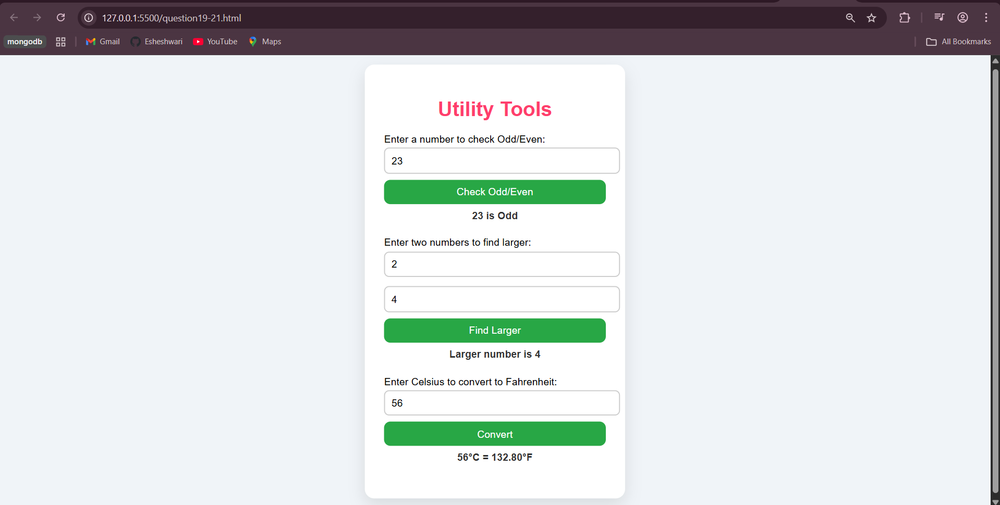 127.0.0.1:5500/question19-21.html
mongodb Gmail Esheshwari YouTube Maps All Bookmarks
Utility Tools
Enter a number to check Odd/Even:
23
Check Odd/Even
23 is Odd
Enter two numbers to find larger:
2
4
Find Larger
Larger number is 4
Enter Celsius to convert to Fahrenheit:
56
Convert
56°C = 132.80°F